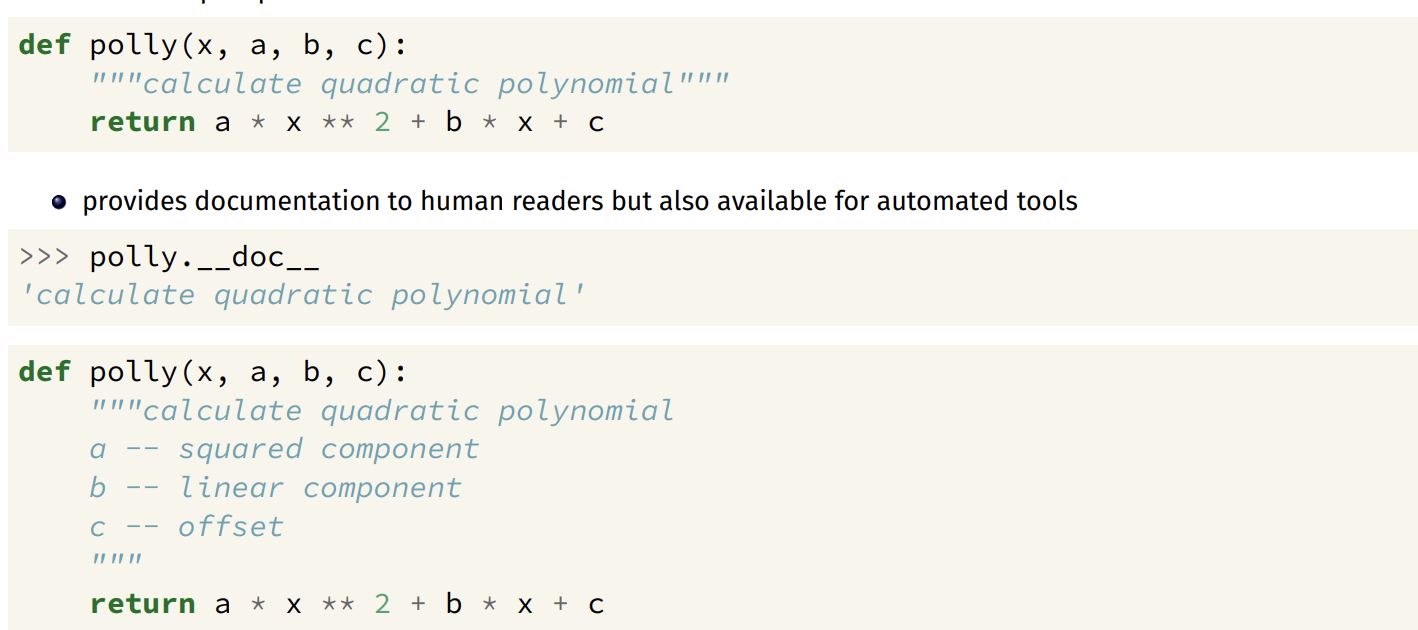 def polly(x, a, b, c):
    """calculate quadratic polynomial"""
    return a * x ** 2 + b * x + c
provides documentation to human readers but also available for automated tools
>>> polly.__doc__
'calculate quadratic polynomial'
def polly(x, a, b, c):
    """calculate quadratic polynomial
    a -- squared component
    b -- linear component
    c -- offset
    """
    return a * x ** 2 + b * x + c